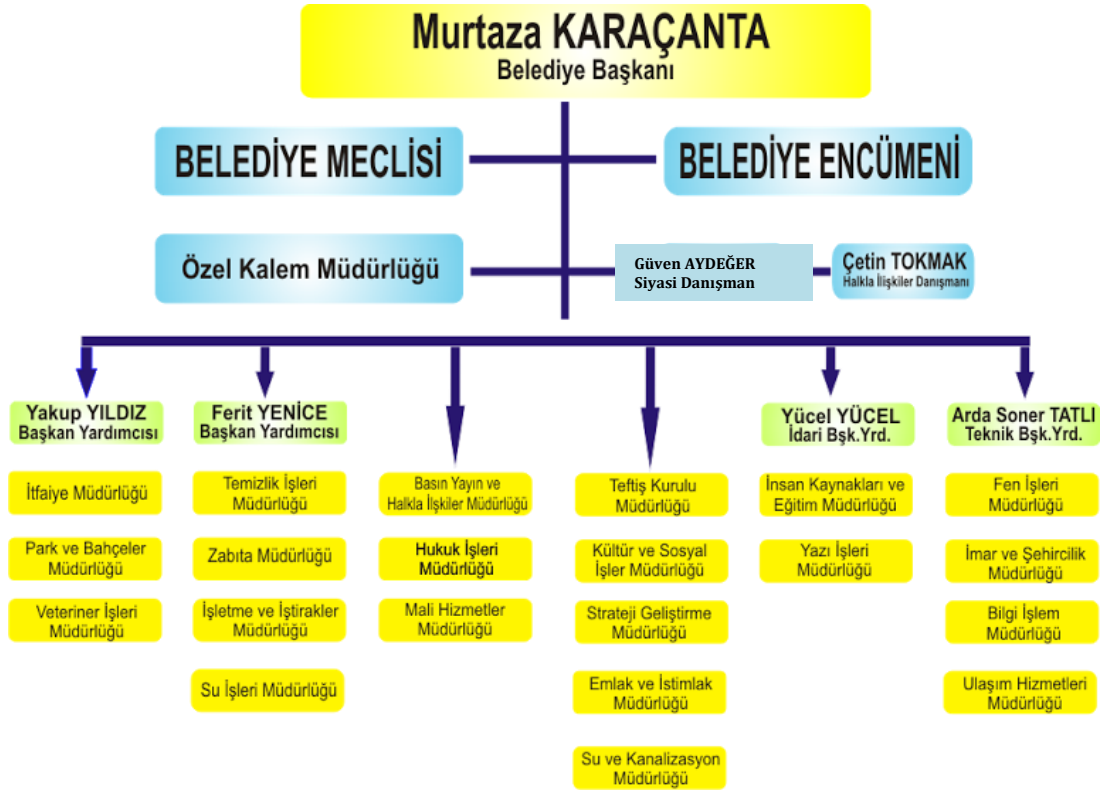 Murtaza KARAÇANTA
Belediye Başkanı
BELEDİYE MECLİSİ
BELEDİYE ENCÜMENİ
Özel Kalem Müdürlüğü
Güven AYDEĞER
Siyasi Danışman
Çetin TOKMAK
Halkla İlişkiler Danışmanı
Yakup YILDIZ
Başkan Yardımcısı
İtfaiye Müdürlüğü
Park ve Bahçeler
Müdürlüğü
Veteriner İşleri
Müdürlüğü
Ferit YENİCE
Başkan Yardımcısı
Temizlik İşleri
Müdürlüğü
Zabıta Müdürlüğü
İşletme ve İştirakler
Müdürlüğü
Su İşleri Müdürlüğü
Basın Yayın ve
Halkla İlşkiler Müdürlüğü
Hukuk İşleri
Müdürlüğü
Mali Hizmetler
Müdürlüğü
Teftiş Kurulu
Müdürlüğü
Kültür ve Sosyal
İşler Müdürlüğü
Strateji Geliştirme
Müdürlüğü
Emlak ve İstimlak
Müdürlüğü
Su ve Kanalizasyon
Müdürlüğü
Yücel YÜCEL
İdari Bşk.Yrd.
İnsan Kaynakları ve
Eğitim Müdürlüğü
Yazı İşleri
Müdürlüğü
Arda Soner TATLI
Teknik Bşk.Yrd.
Fen İşleri
Müdürlüğü
İmar ve Şehircilik
Müdürlüğü
Bilgi İşlem
Müdürlüğü
Ulaşım Hizmetleri
Müdürlüğü